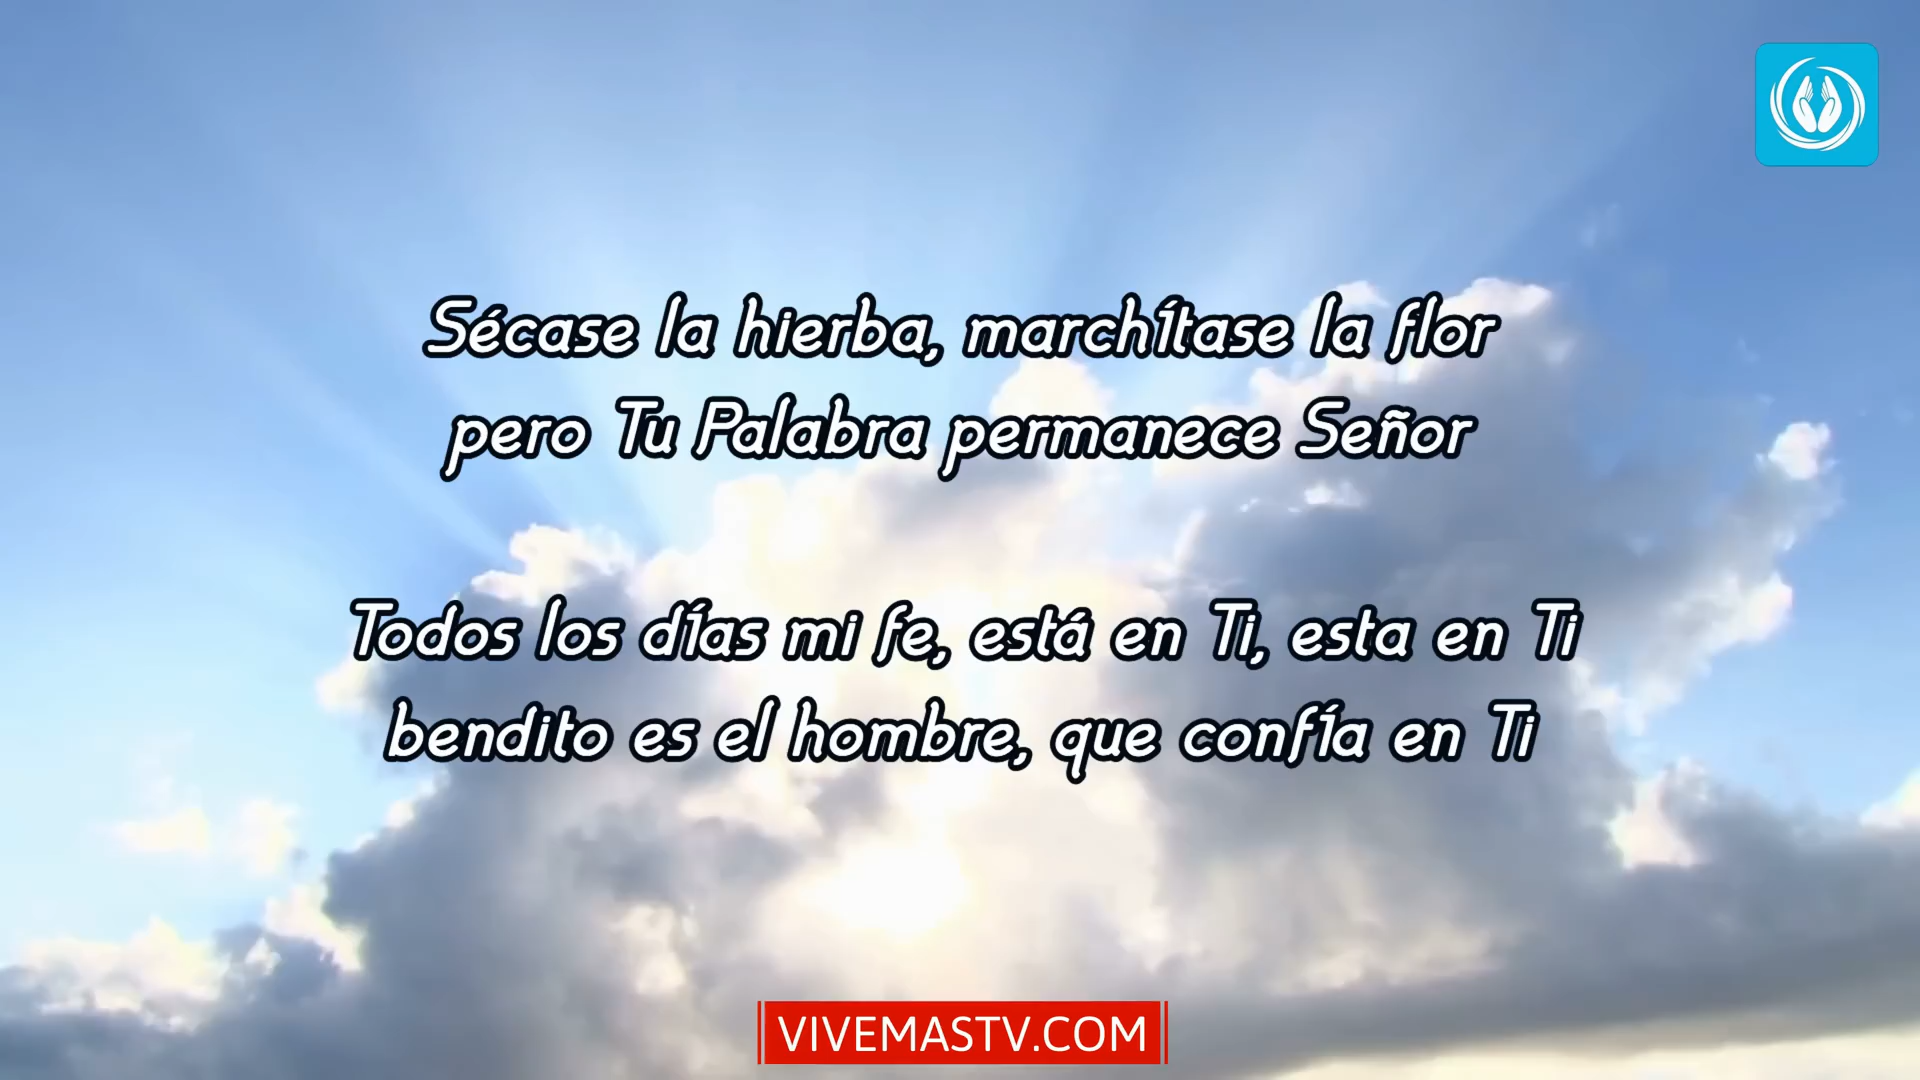 Sécase la hierba, marchítase la flor
pero Tu Palabra permanece Señor
Todos los días mi fe, está en Ti, esta en Ti
bendito es el hombre, que confía en Ti
VIVEMASTV.COM